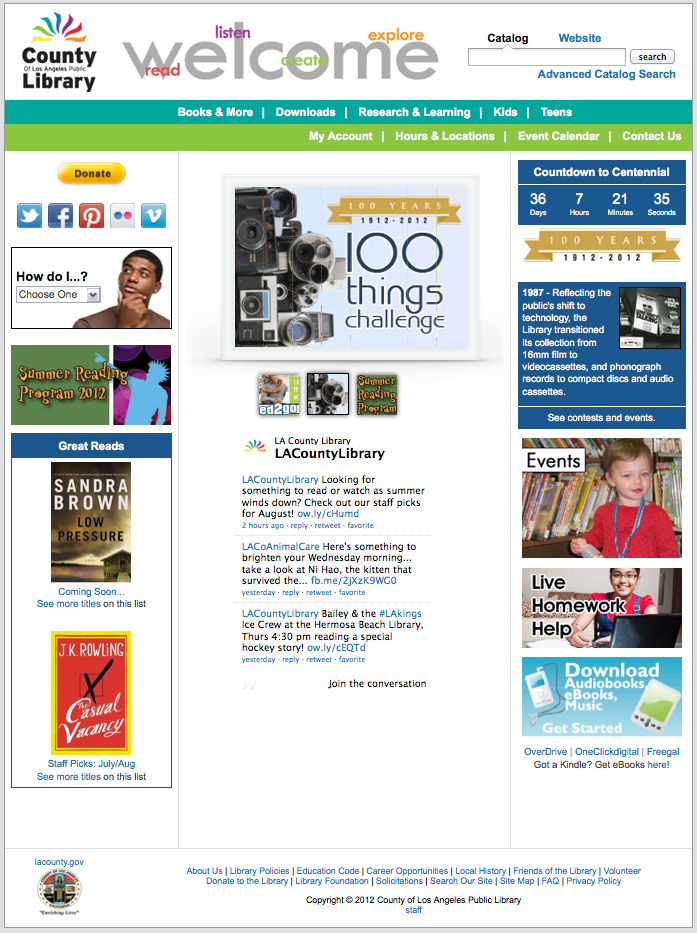 County
Of Los Angeles Public
Library
welcome
listen
explore
read
create
Catalog
Website
search
Advanced Catalog Search
Books & More | Downloads | Research & Learning | Kids | Teens
My Account | Hours & Locations | Event Calendar | Contact Us
Donate
How do I...?
Choose One
Summer Reading
Program 2012
Great Reads
SANDRA
BROWN
LOW
PRESSURE
Coming Soon...
See more titles on this list
J.K. ROWLING
The
Casual
Vacancy
Staff Picks: July/Aug
See more titles on this list
100 YEARS
1912-2012
100
things
challenge
ed2go
Summer
Reading
Program
LA County Library
LACountyLibrary
LACountyLibrary Looking for
something to read or watch as summer
winds down? Check out our staff picks
for August! ow.ly/cHumd
2 hours ago · reply · retweet · favorite
LACoAnimalCare Here's something to
brighten your Wednesday morning...
take a look at Ni Hao, the kitten that
survived the... fb.me/2jXzK9WG0
yesterday · reply · retweet · favorite
LACountyLibrary Bailey & the #LAkings
Ice Crew at the Hermosa Beach Library,
Thurs 4:30 pm reading a special
hockey story! ow.ly/cEQTd
yesterday · reply · retweet · favorite
Join the conversation
Countdown to Centennial
36 7 21 35
Days Hours Minutes Seconds
100 YEARS
1912-2012
1987 - Reflecting the
public's shift to
technology, the
Library transitioned
its collection from
16mm film to
videocassettes, and phonograph
records to compact discs and audio
cassettes.
See contests and events.
Events
Live
Homework
Help
Download
Audiobooks,
eBooks,
Music
Get Started
OverDrive | OneClickdigital | Freegal
Got a Kindle? Get eBooks here!
lacounty.gov
"Enriching Lives"
About Us | Library Policies | Education Code | Career Opportunities | Local History | Friends of the Library | Volunteer
Donate to the Library | Library Foundation | Solicitations | Search Our Site | Site Map | FAQ | Privacy Policy
Copyright © 2012 County of Los Angeles Public Library
staff